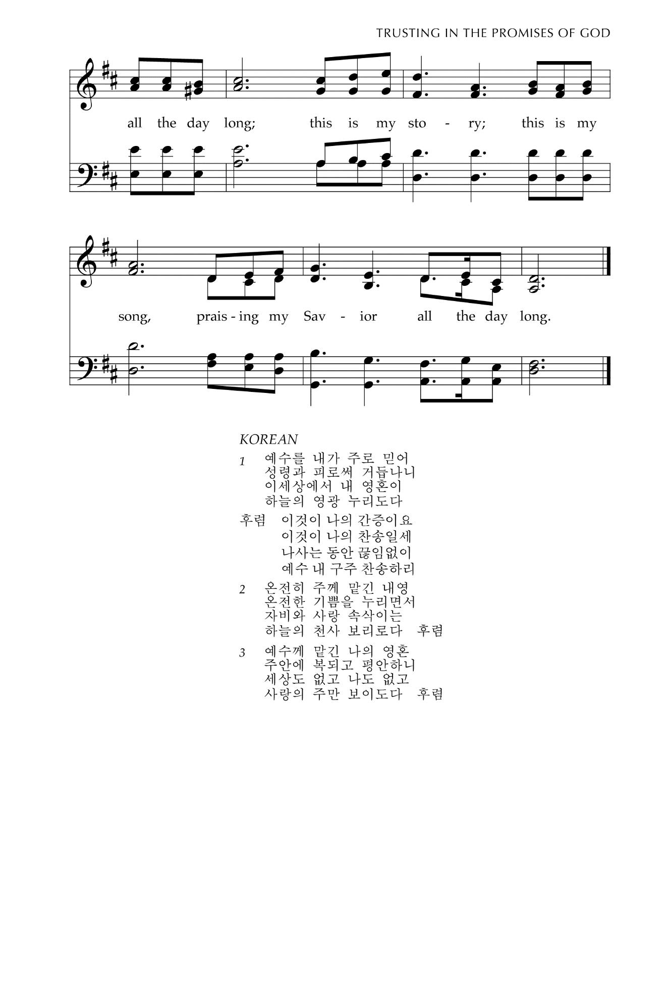 TRUSTING IN THE PROMISES OF GOD
all the day long; this is my sto - ry; this is my
song, prais - ing my Sav - ior all the day long.
KOREAN
1 예수를 내가 주로 믿어
성령과 피로써 거듭나니
이세상에서 내 영혼이
하늘의 영광 누리도다
후렴 이것이 나의 간증이요
이것이 나의 찬송일세
나사는 동안 끊임없이
예수 내 구주 찬송하리
2 온전히 주께 맡긴 내영
온전한 기쁨을 누리면서
자비와 사랑 속삭이는
하늘의 천사 보리로다 후렴
3 예수께 맡긴 나의 영혼
주안에 복되고 평안하니
세상도 없고 나도 없고
사랑의 주만 보이도다 후렴